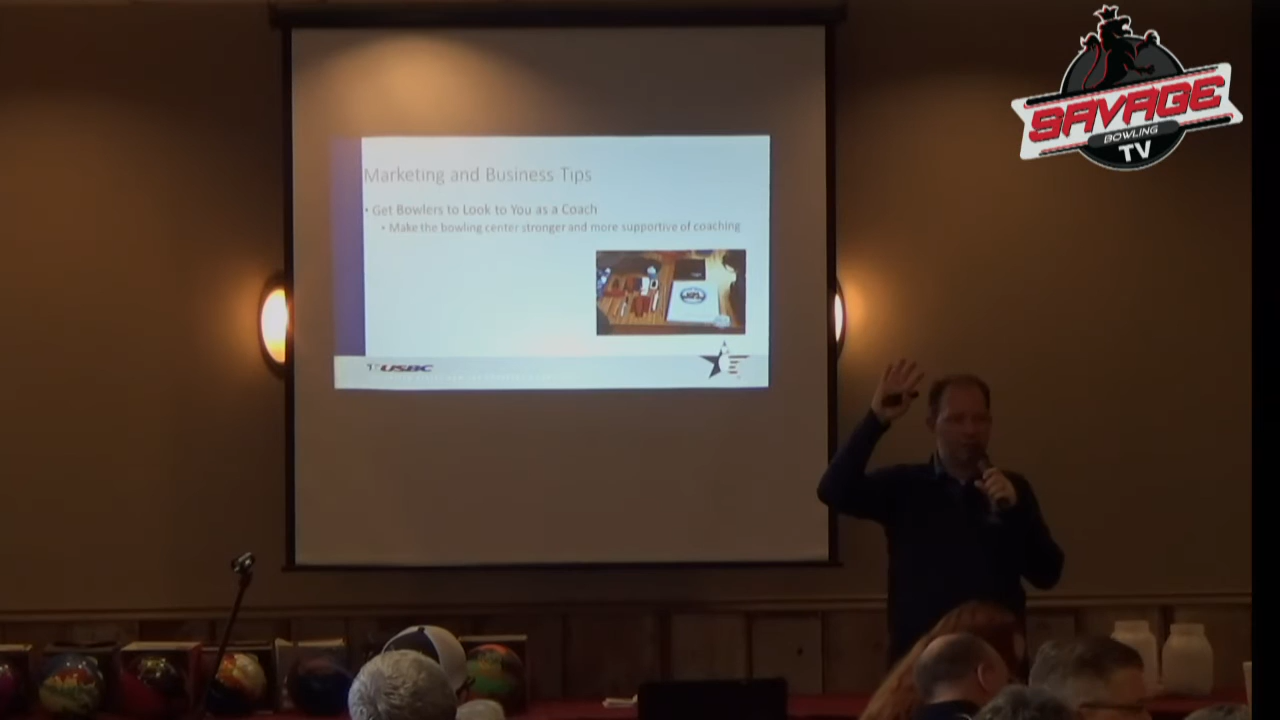 SAVAGE
BOWLING
TV
Marketing and Business Tips
• Get Bowlers to Look to You as a Coach
• Make the bowling center stronger and more supportive of coaching
USBC